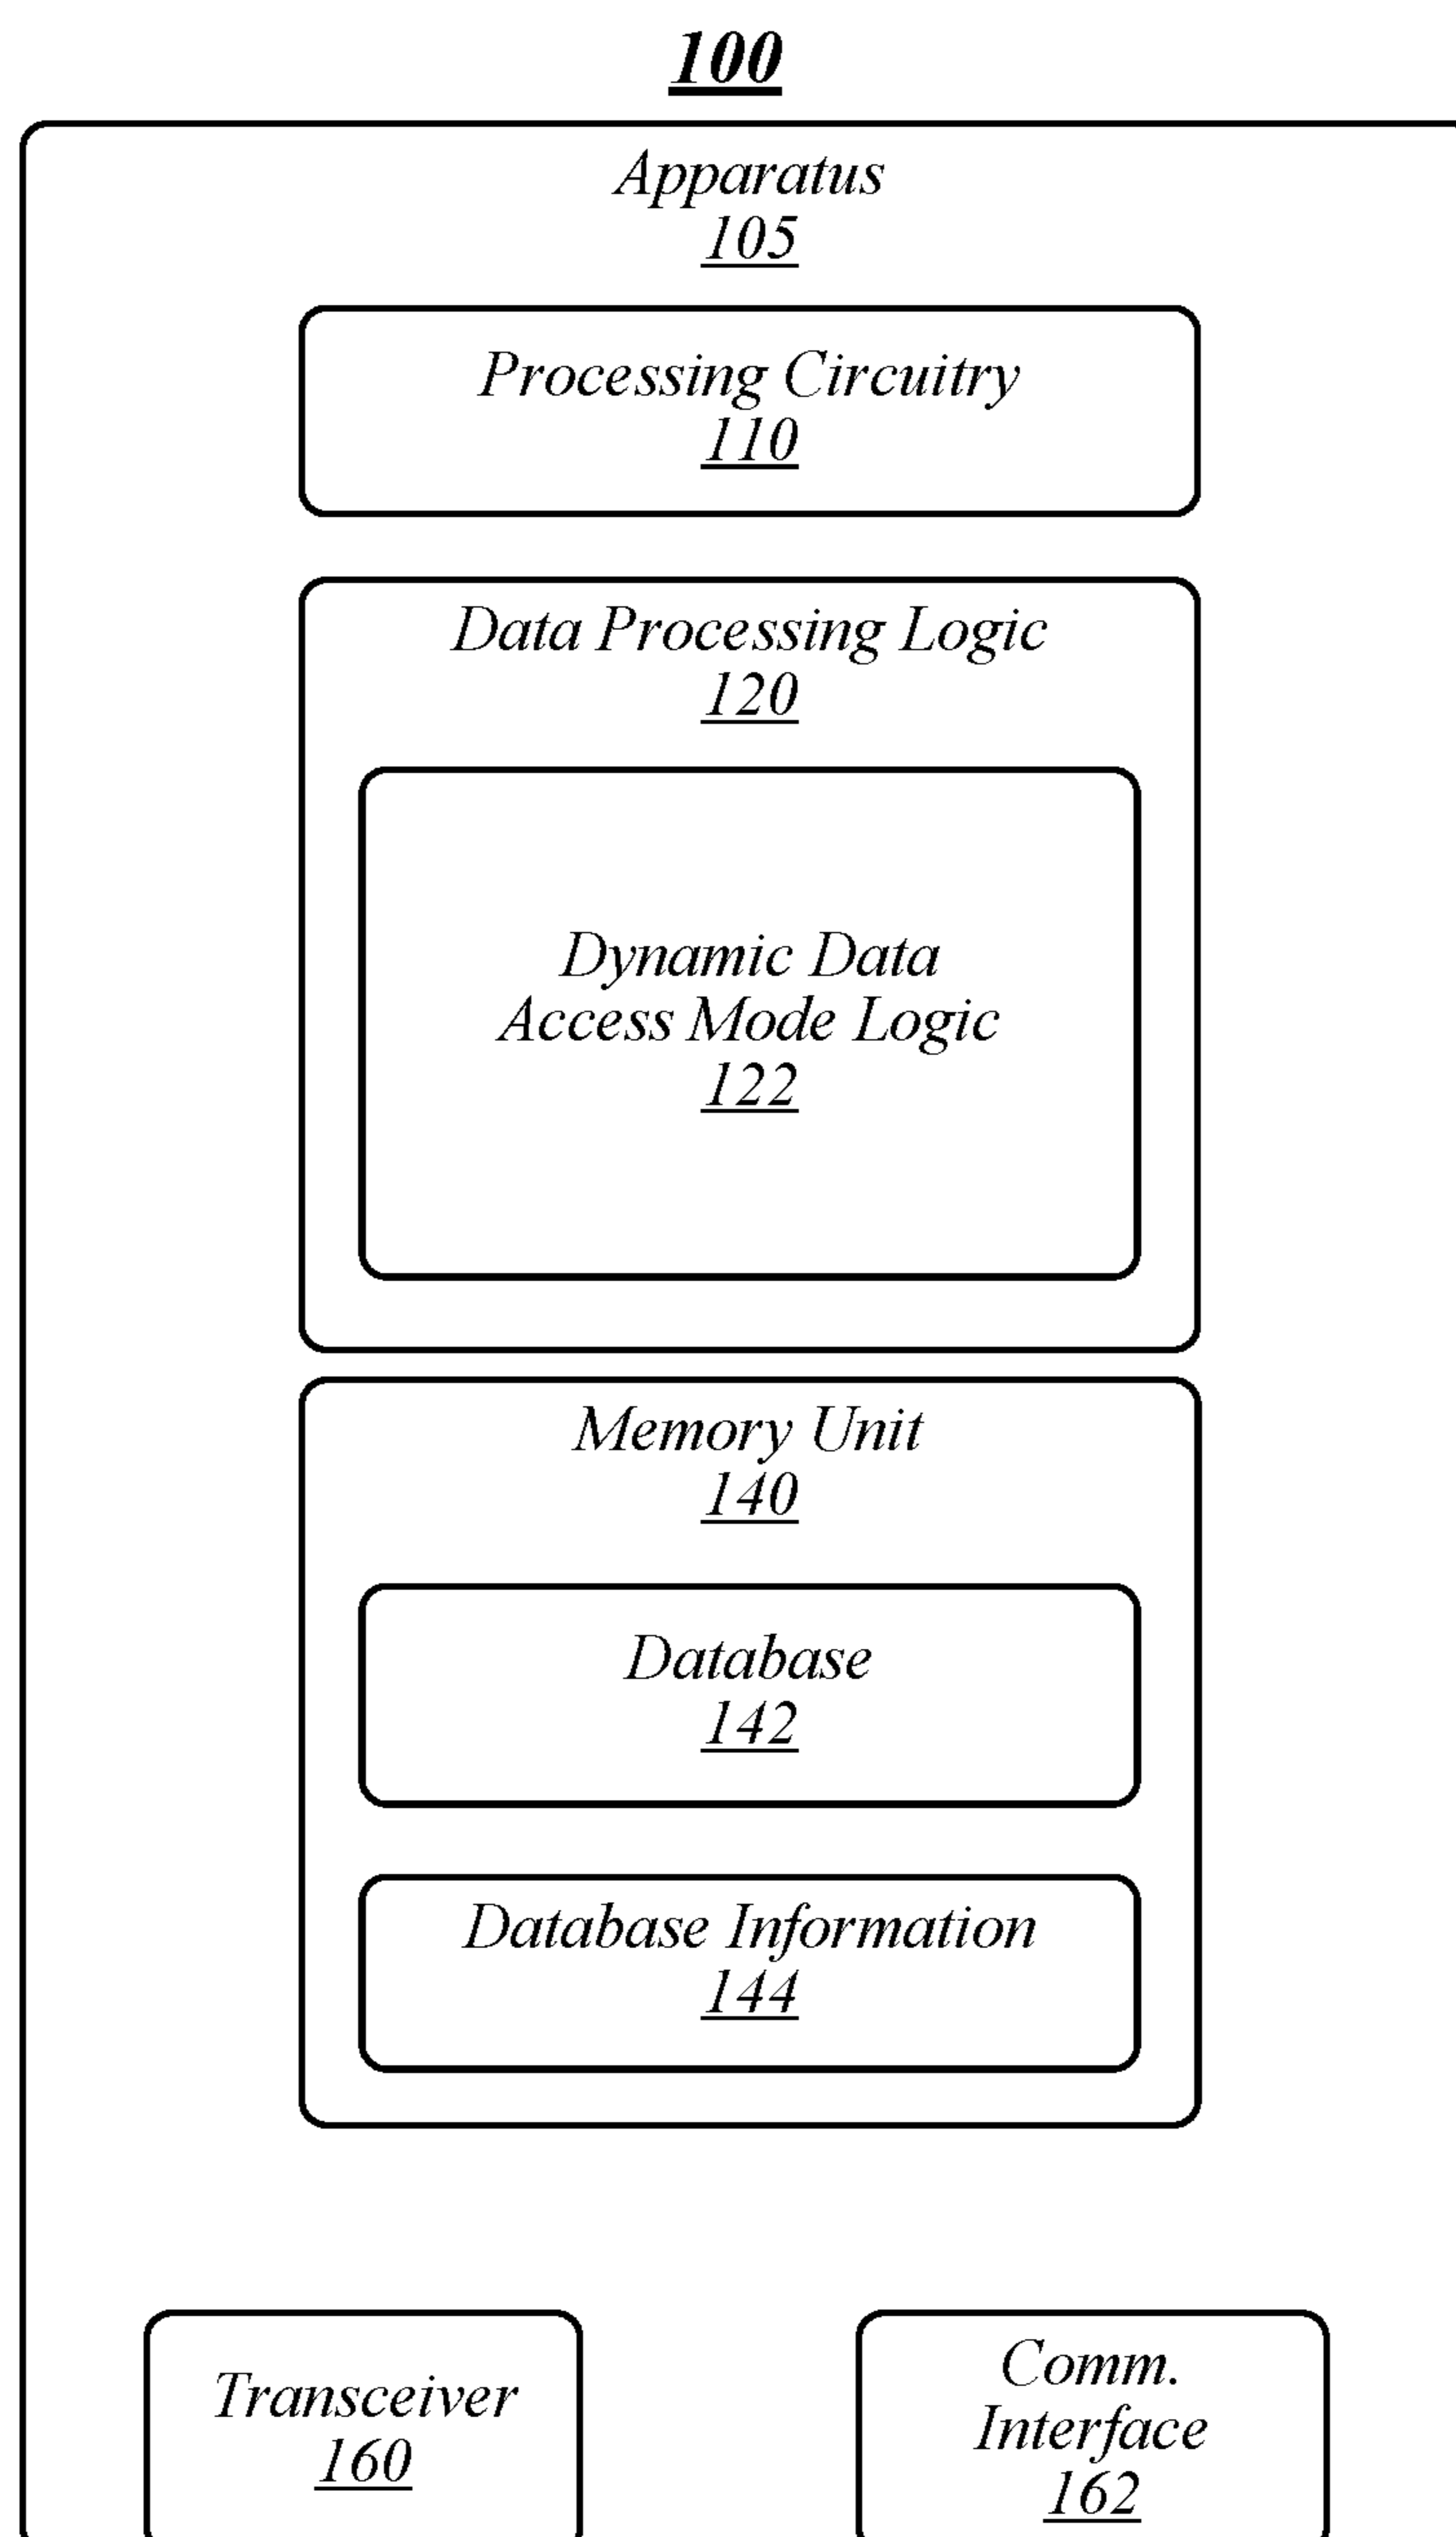 100
Apparatus
105
Processing Circuitry
110
Data Processing Logic
120
Dynamic Data
Access Mode Logic
122
Memory Unit
140
Database
142
Database Information
144
Transceiver
160
Comm.
Interface
162